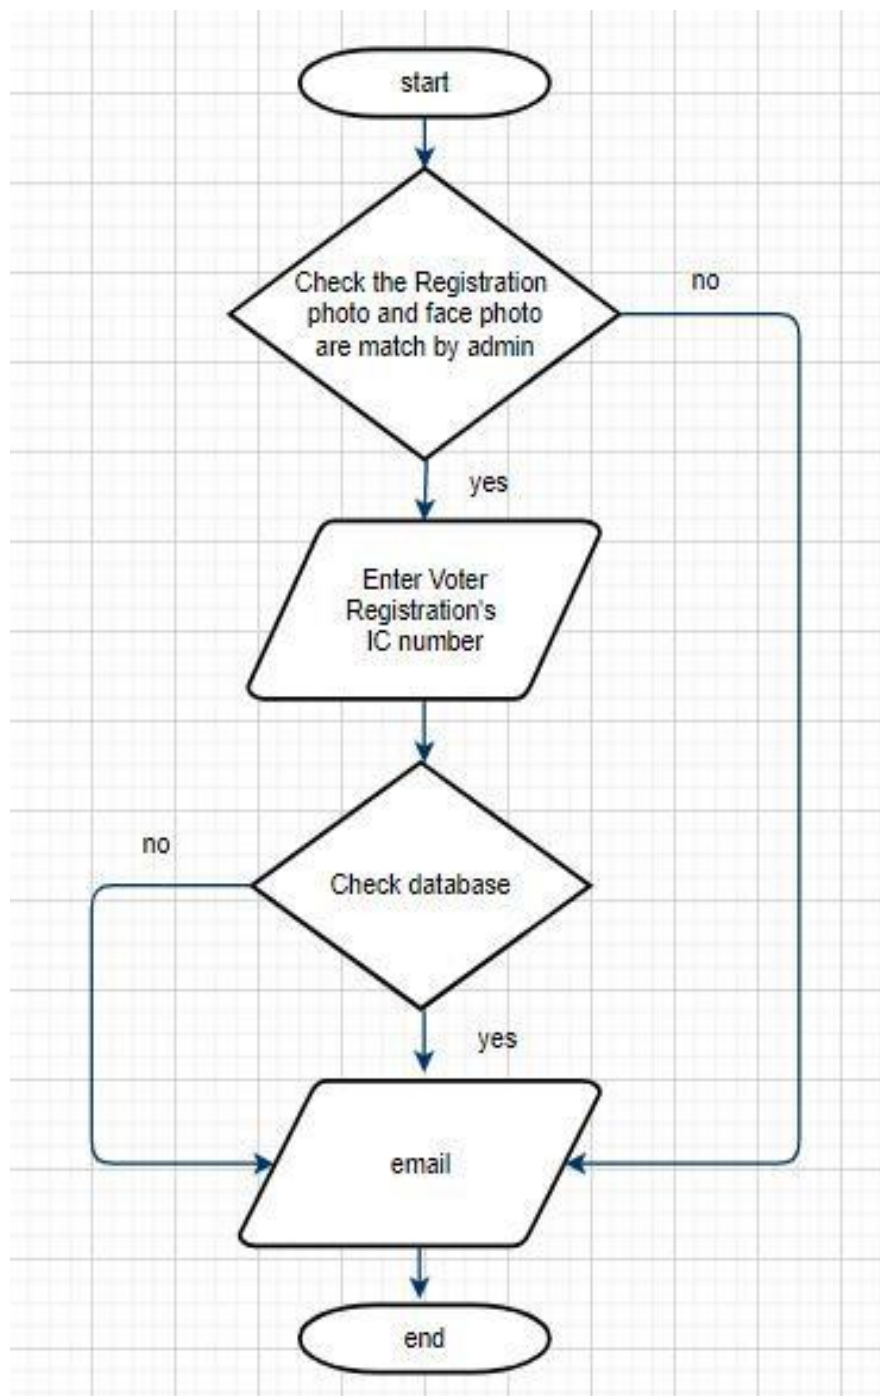 start
Check the Registration
photo and face photo
are match by admin
no
yes
Enter Voter
Registration's
IC number
no
Check database
yes
email
end